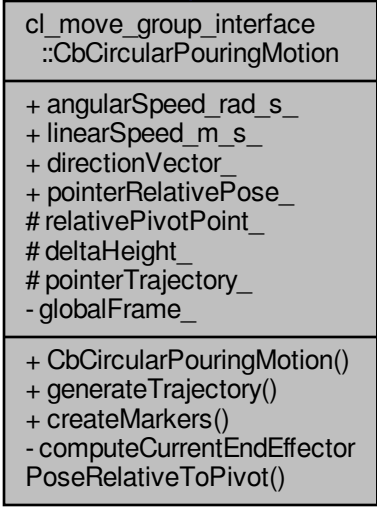 cl_move_group_interface
::CbCircularPouringMotion
+ angularSpeed_rad_s_
+ linearSpeed_m_s_
+ directionVector_
+ pointerRelativePose_
# relativePivotPoint_
# deltaHeight_
# pointerTrajectory_
- globalFrame_
+ CbCircularPouringMotion()
+ generateTrajectory()
+ createMarkers()
- computeCurrentEndEffector
PoseRelativeToPivot()